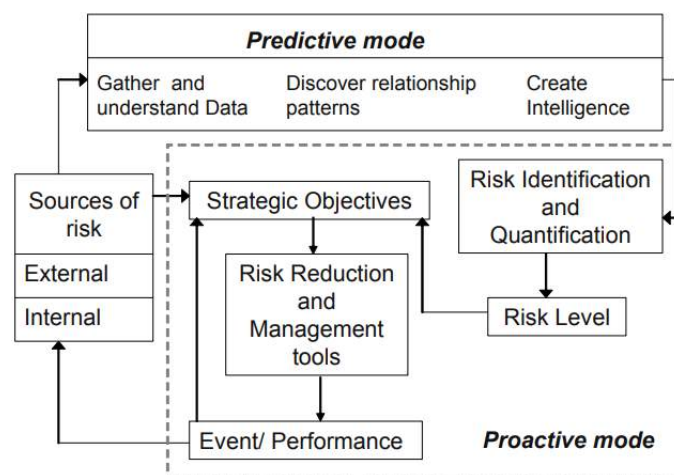 Predictive mode
Gather and
understand Data
Discover relationship
patterns
Create
Intelligence
Sources of
risk
External
Internal
Strategic Objectives
Risk Reduction
and
Management
tools
Event/ Performance
Risk Identification
and
Quantification
Risk Level
Proactive mode